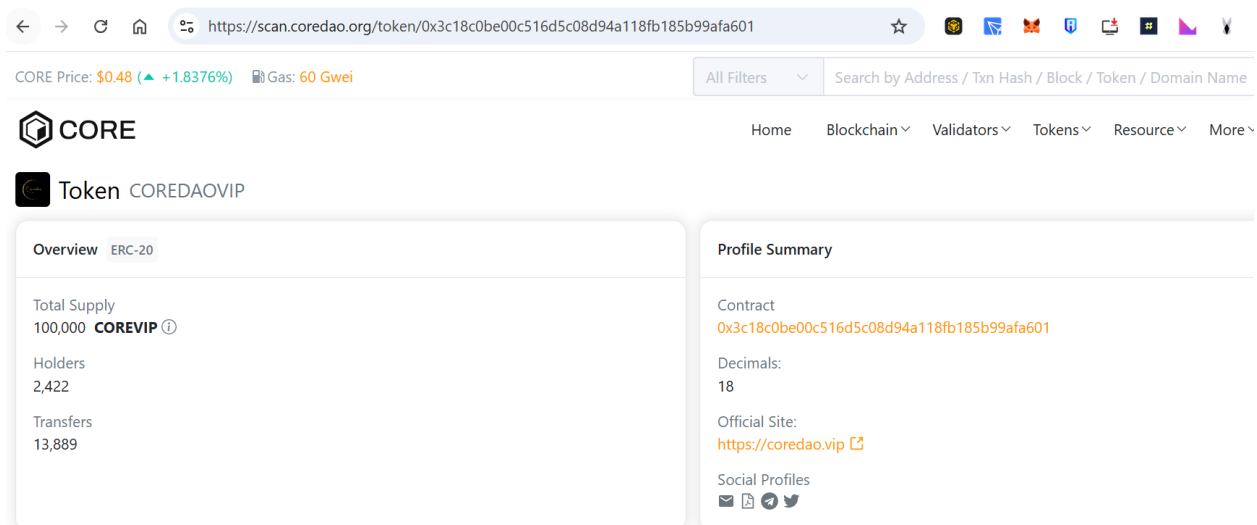 https://scan.coredao.org/token/0x3c18c0be00c516d5c08d94a118fb185b99afa601
CORE Price: $0.48 (▲ +1.8376%) Gas: 60 Gwei
All Filters
Search by Address / Txn Hash / Block / Token / Domain Name
CORE
Home Blockchain Validators Tokens Resource More
Token COREDAOVIP
Overview ERC-20
Total Supply
100,000 COREVIP
Holders
2,422
Transfers
13,889
Profile Summary
Contract
0x3c18c0be00c516d5c08d94a118fb185b99afa601
Decimals:
18
Official Site:
https://coredao.vip
Social Profiles